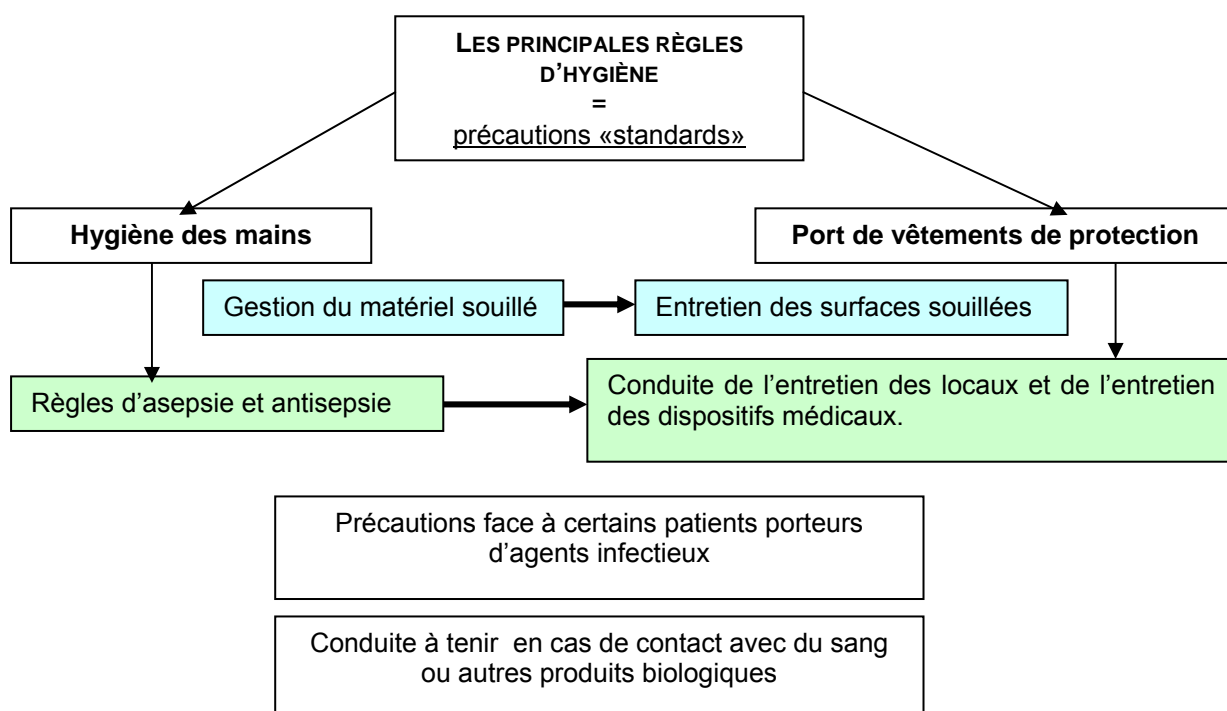 LES PRINCIPALES RÈGLES
D’HYGIÈNE
=
précautions «standards»
Hygiène des mains
Port de vêtements de protection
Gestion du matériel souillé
Entretien des surfaces souillées
Règles d’asepsie et antisepsie
Conduite de l’entretien des locaux et de l’entretien
des dispositifs médicaux.
Précautions face à certains patients porteurs
d’agents infectieux
Conduite à tenir en cas de contact avec du sang
ou autres produits biologiques